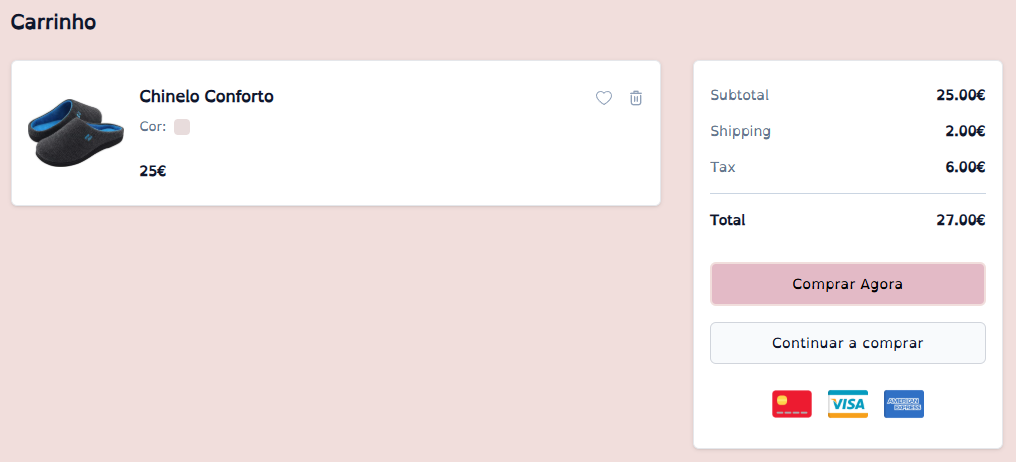 Carrinho
Chinelo Conforto
Cor:
25€
Subtotal 25.00€
Shipping 2.00€
Tax 6.00€
Total 27.00€
Comprar Agora
Continuar a comprar
VISA
AMERICAN
EXPRESS